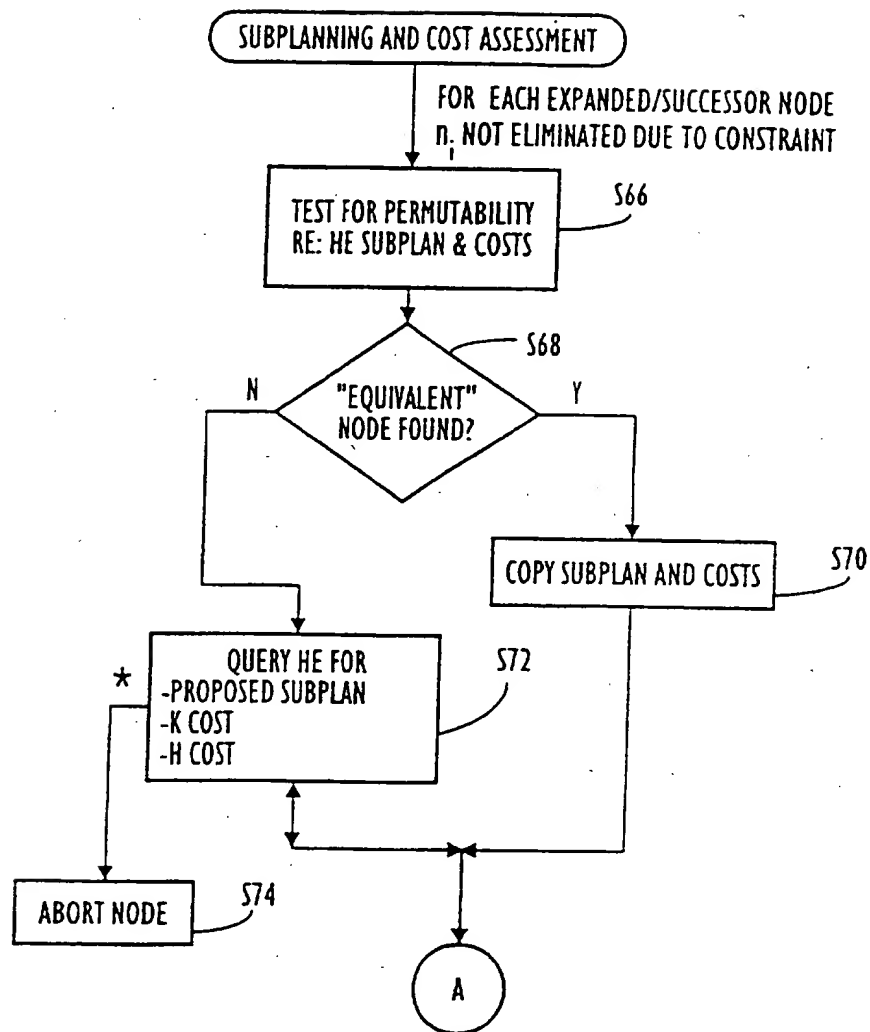 SUBPLANNING AND COST ASSESSMENT
FOR EACH EXPANDED/SUCCESSOR NODE
ni NOT ELIMINATED DUE TO CONSTRAINT
S66
TEST FOR PERMUTABILITY
RE: HE SUBPLAN & COSTS
S68
N
"EQUIVALENT"
NODE FOUND?
Y
S70
COPY SUBPLAN AND COSTS
*
QUERY HE FOR
-PROPOSED SUBPLAN
-K COST
-H COST
S72
S74
ABORT NODE
A